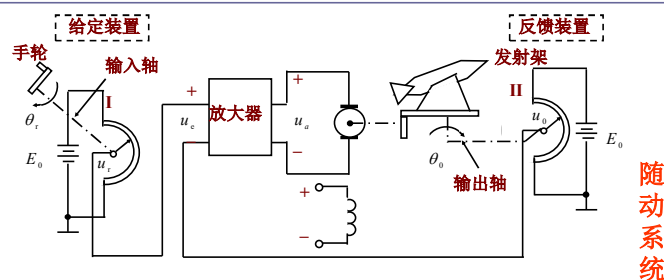 给定装置
反馈装置
手轮
输入轴
发射架
I
II
θr
E0
ur
+
ue
−
放大器
+
ua
−
θ0
u0
E0
输出轴
+
−
随动系统